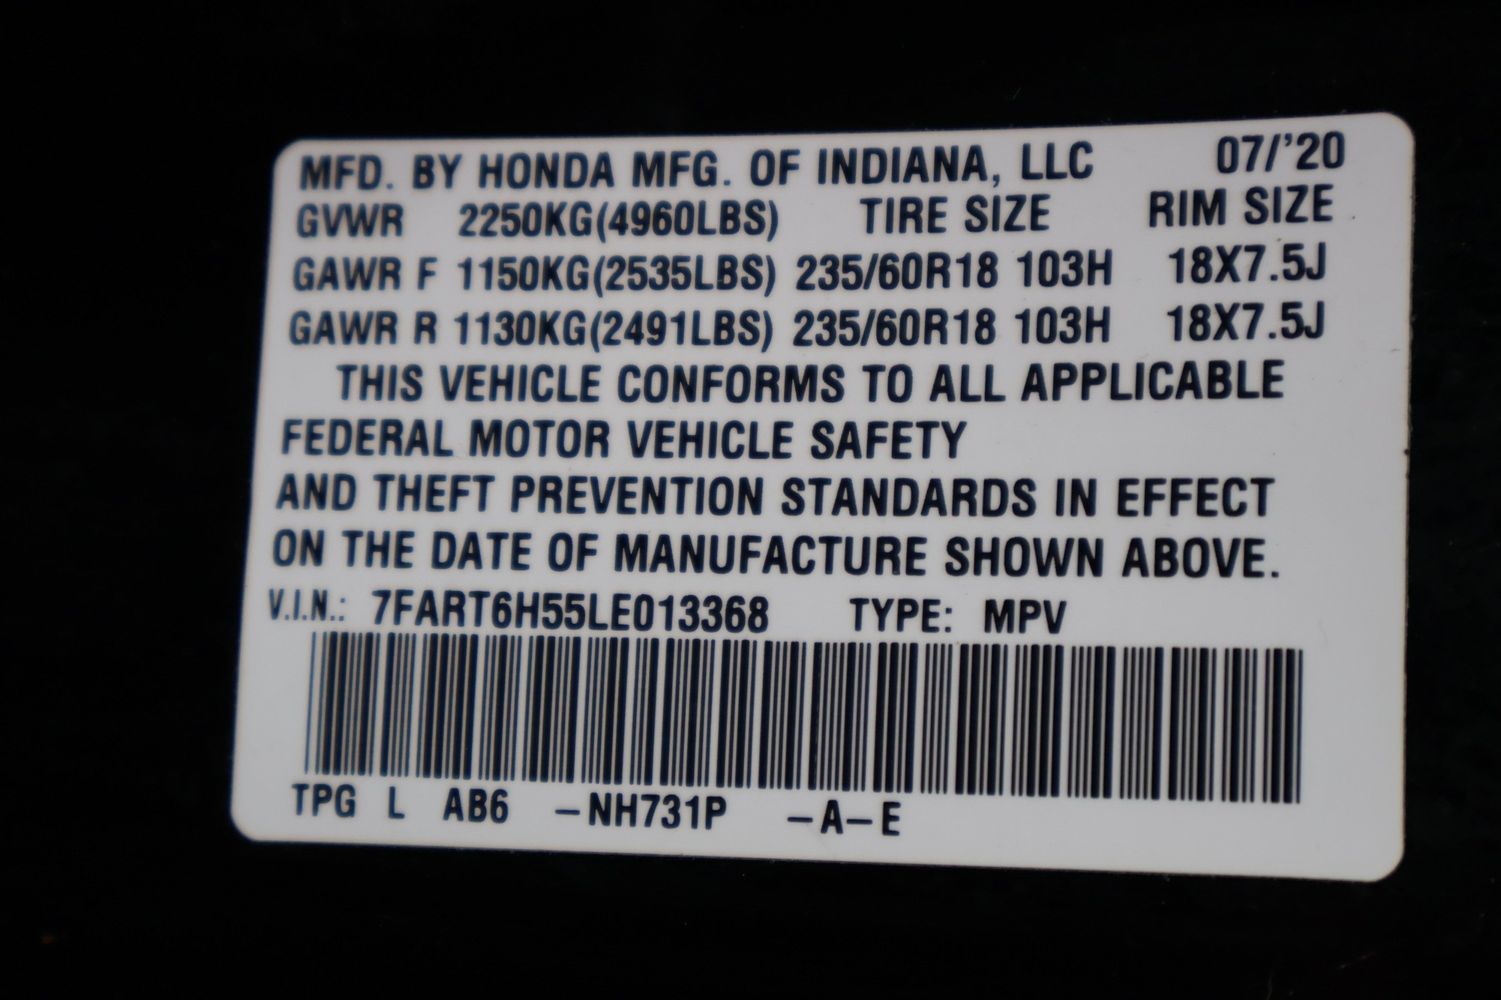 MFD. BY HONDA MFG. OF INDIANA, LLC 07/'20
GVWR 2250KG(4960LBS) TIRE SIZE RIM SIZE
GAWR F 1150KG(2535LBS) 235/60R18 103H 18X7.5J
GAWR R 1130KG(2491LBS) 235/60R18 103H 18X7.5J
THIS VEHICLE CONFORMS TO ALL APPLICABLE
FEDERAL MOTOR VEHICLE SAFETY
AND THEFT PREVENTION STANDARDS IN EFFECT
ON THE DATE OF MANUFACTURE SHOWN ABOVE.
V.I.N.: 7FART6H55LE013368 TYPE: MPV
TPG L AB6 -NH731P -A-E